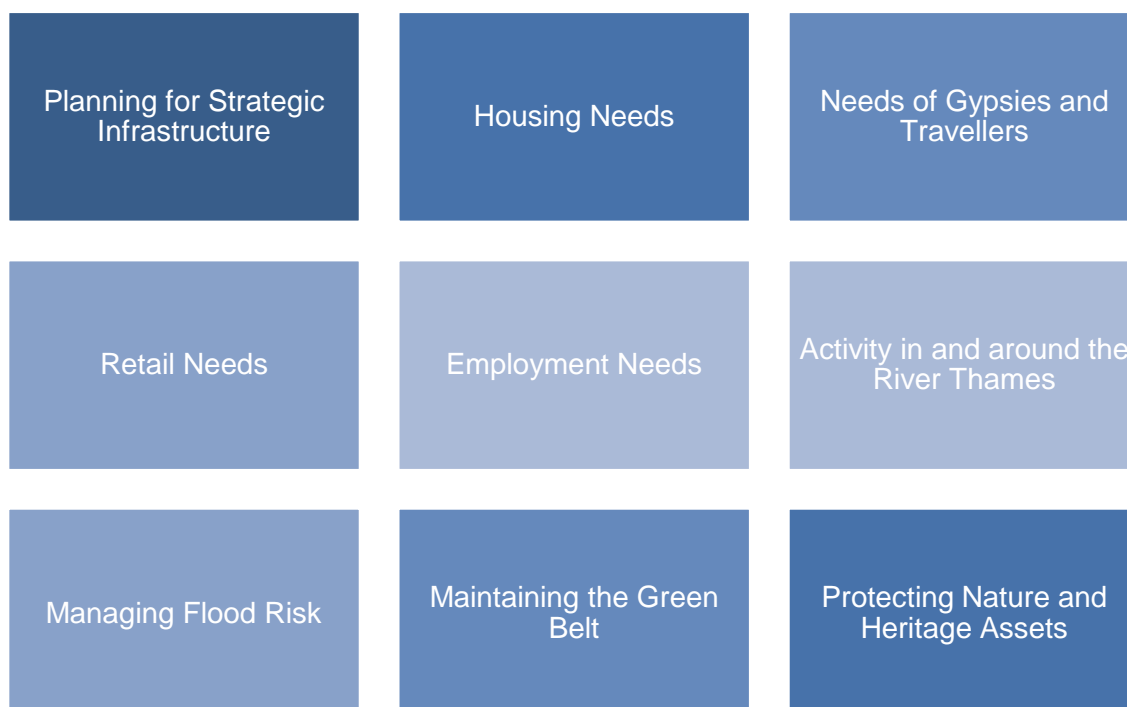 Planning for Strategic
Infrastructure
Housing Needs
Needs of Gypsies and
Travellers
Retail Needs
Employment Needs
Activity in and around the
River Thames
Managing Flood Risk
Maintaining the Green
Belt
Protecting Nature and
Heritage Assets